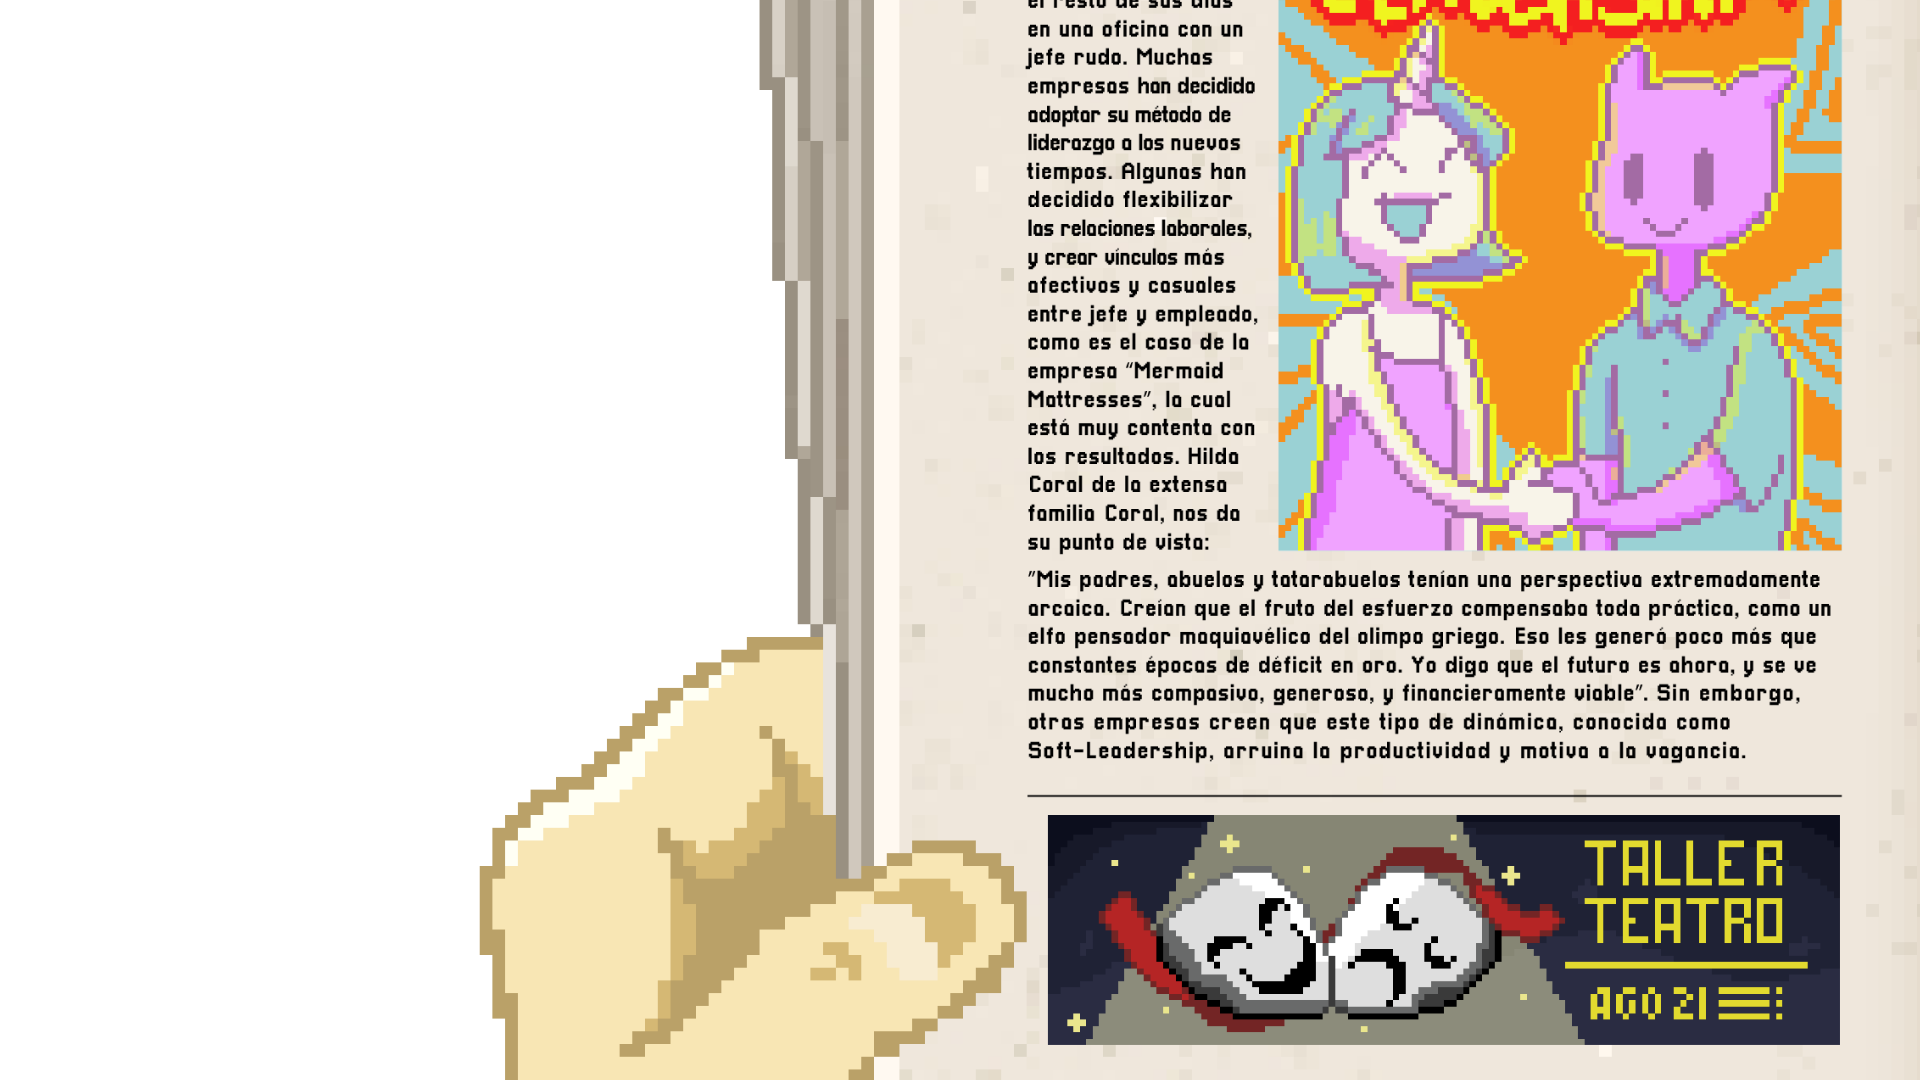 el resto de sus días
en una oficina con un
jefe rudo. Muchas
empresas han decidido
adoptar su método de
liderazgo a los nuevos
tiempos. Algunas han
decidido flexibilizar
las relaciones laborales,
y crear vínculos más
afectivos y casuales
entre jefe y empleado,
como es el caso de la
empresa "Mermaid
Mattresses", la cual
está muy contenta con
los resultados. Hilda
Coral de la extensa
familia Coral, nos da
su punto de vista:
"Mis padres, abuelos y tatarabuelos tenían una perspectiva extremadamente
arcaica. Creían que el fruto del esfuerzo compensaba toda práctica, como un
elfo pensador maquiavélico del olimpo griego. Eso les generó poco más que
constantes épocas de déficit en oro. Yo digo que el futuro es ahora, y se ve
mucho más compasivo, generoso, y financieramente viable". Sin embargo,
otras empresas creen que este tipo de dinámica, conocida como
Soft-Leadership, arruina la productividad y motiva a la vagancia.
TALLER
TEATRO
AGO 21